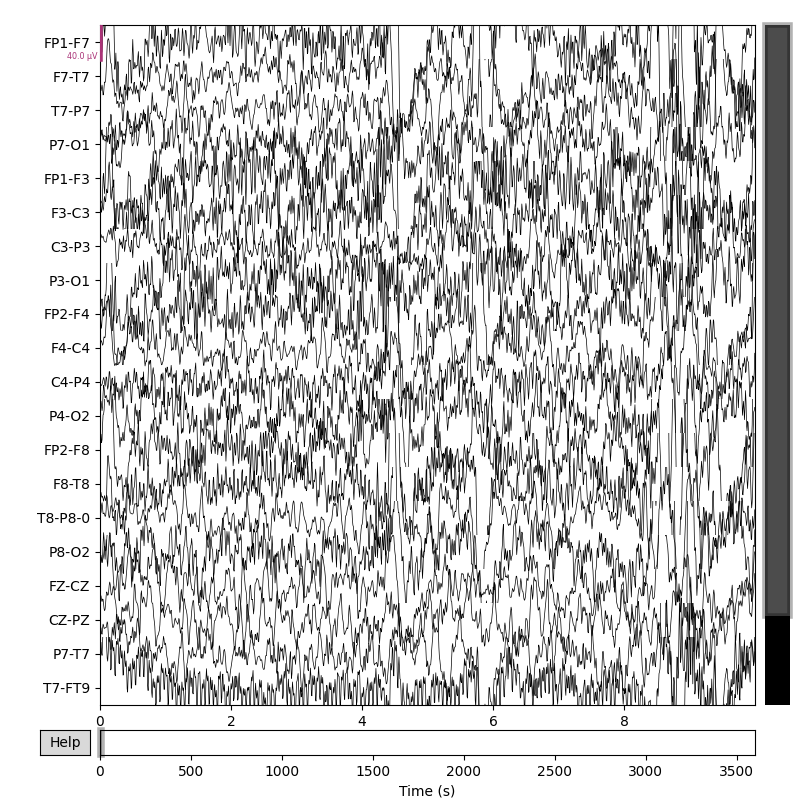 FP1-F7
40.0 µV
F7-T7
T7-P7
P7-O1
FP1-F3
F3-C3
C3-P3
P3-O1
FP2-F4
F4-C4
C4-P4
P4-O2
FP2-F8
F8-T8
T8-P8-0
P8-O2
FZ-CZ
CZ-PZ
P7-T7
T7-FT9
0 2 4 6 8
Help
0 500 1000 1500 2000 2500 3000 3500
Time (s)